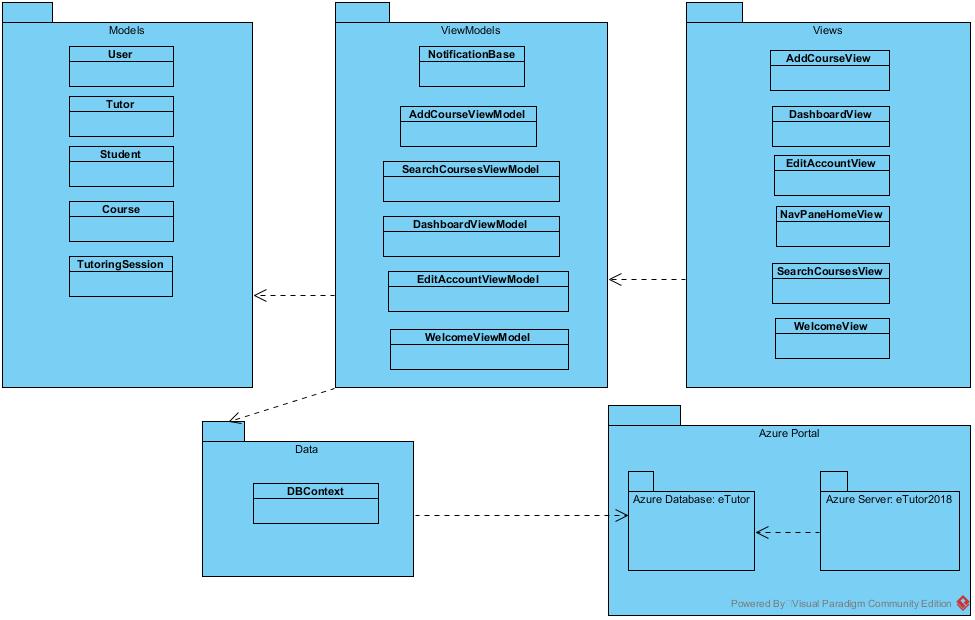 Models
User
Tutor
Student
Course
TutoringSession
ViewModels
NotificationBase
AddCourseViewModel
SearchCoursesViewModel
DashboardViewModel
EditAccountViewModel
WelcomeViewModel
Views
AddCourseView
DashboardView
EditAccountView
NavPaneHomeView
SearchCoursesView
WelcomeView
Data
DBContext
Azure Portal
Azure Database: eTutor
Azure Server: eTutor2018
Powered By Visual Paradigm Community Edition